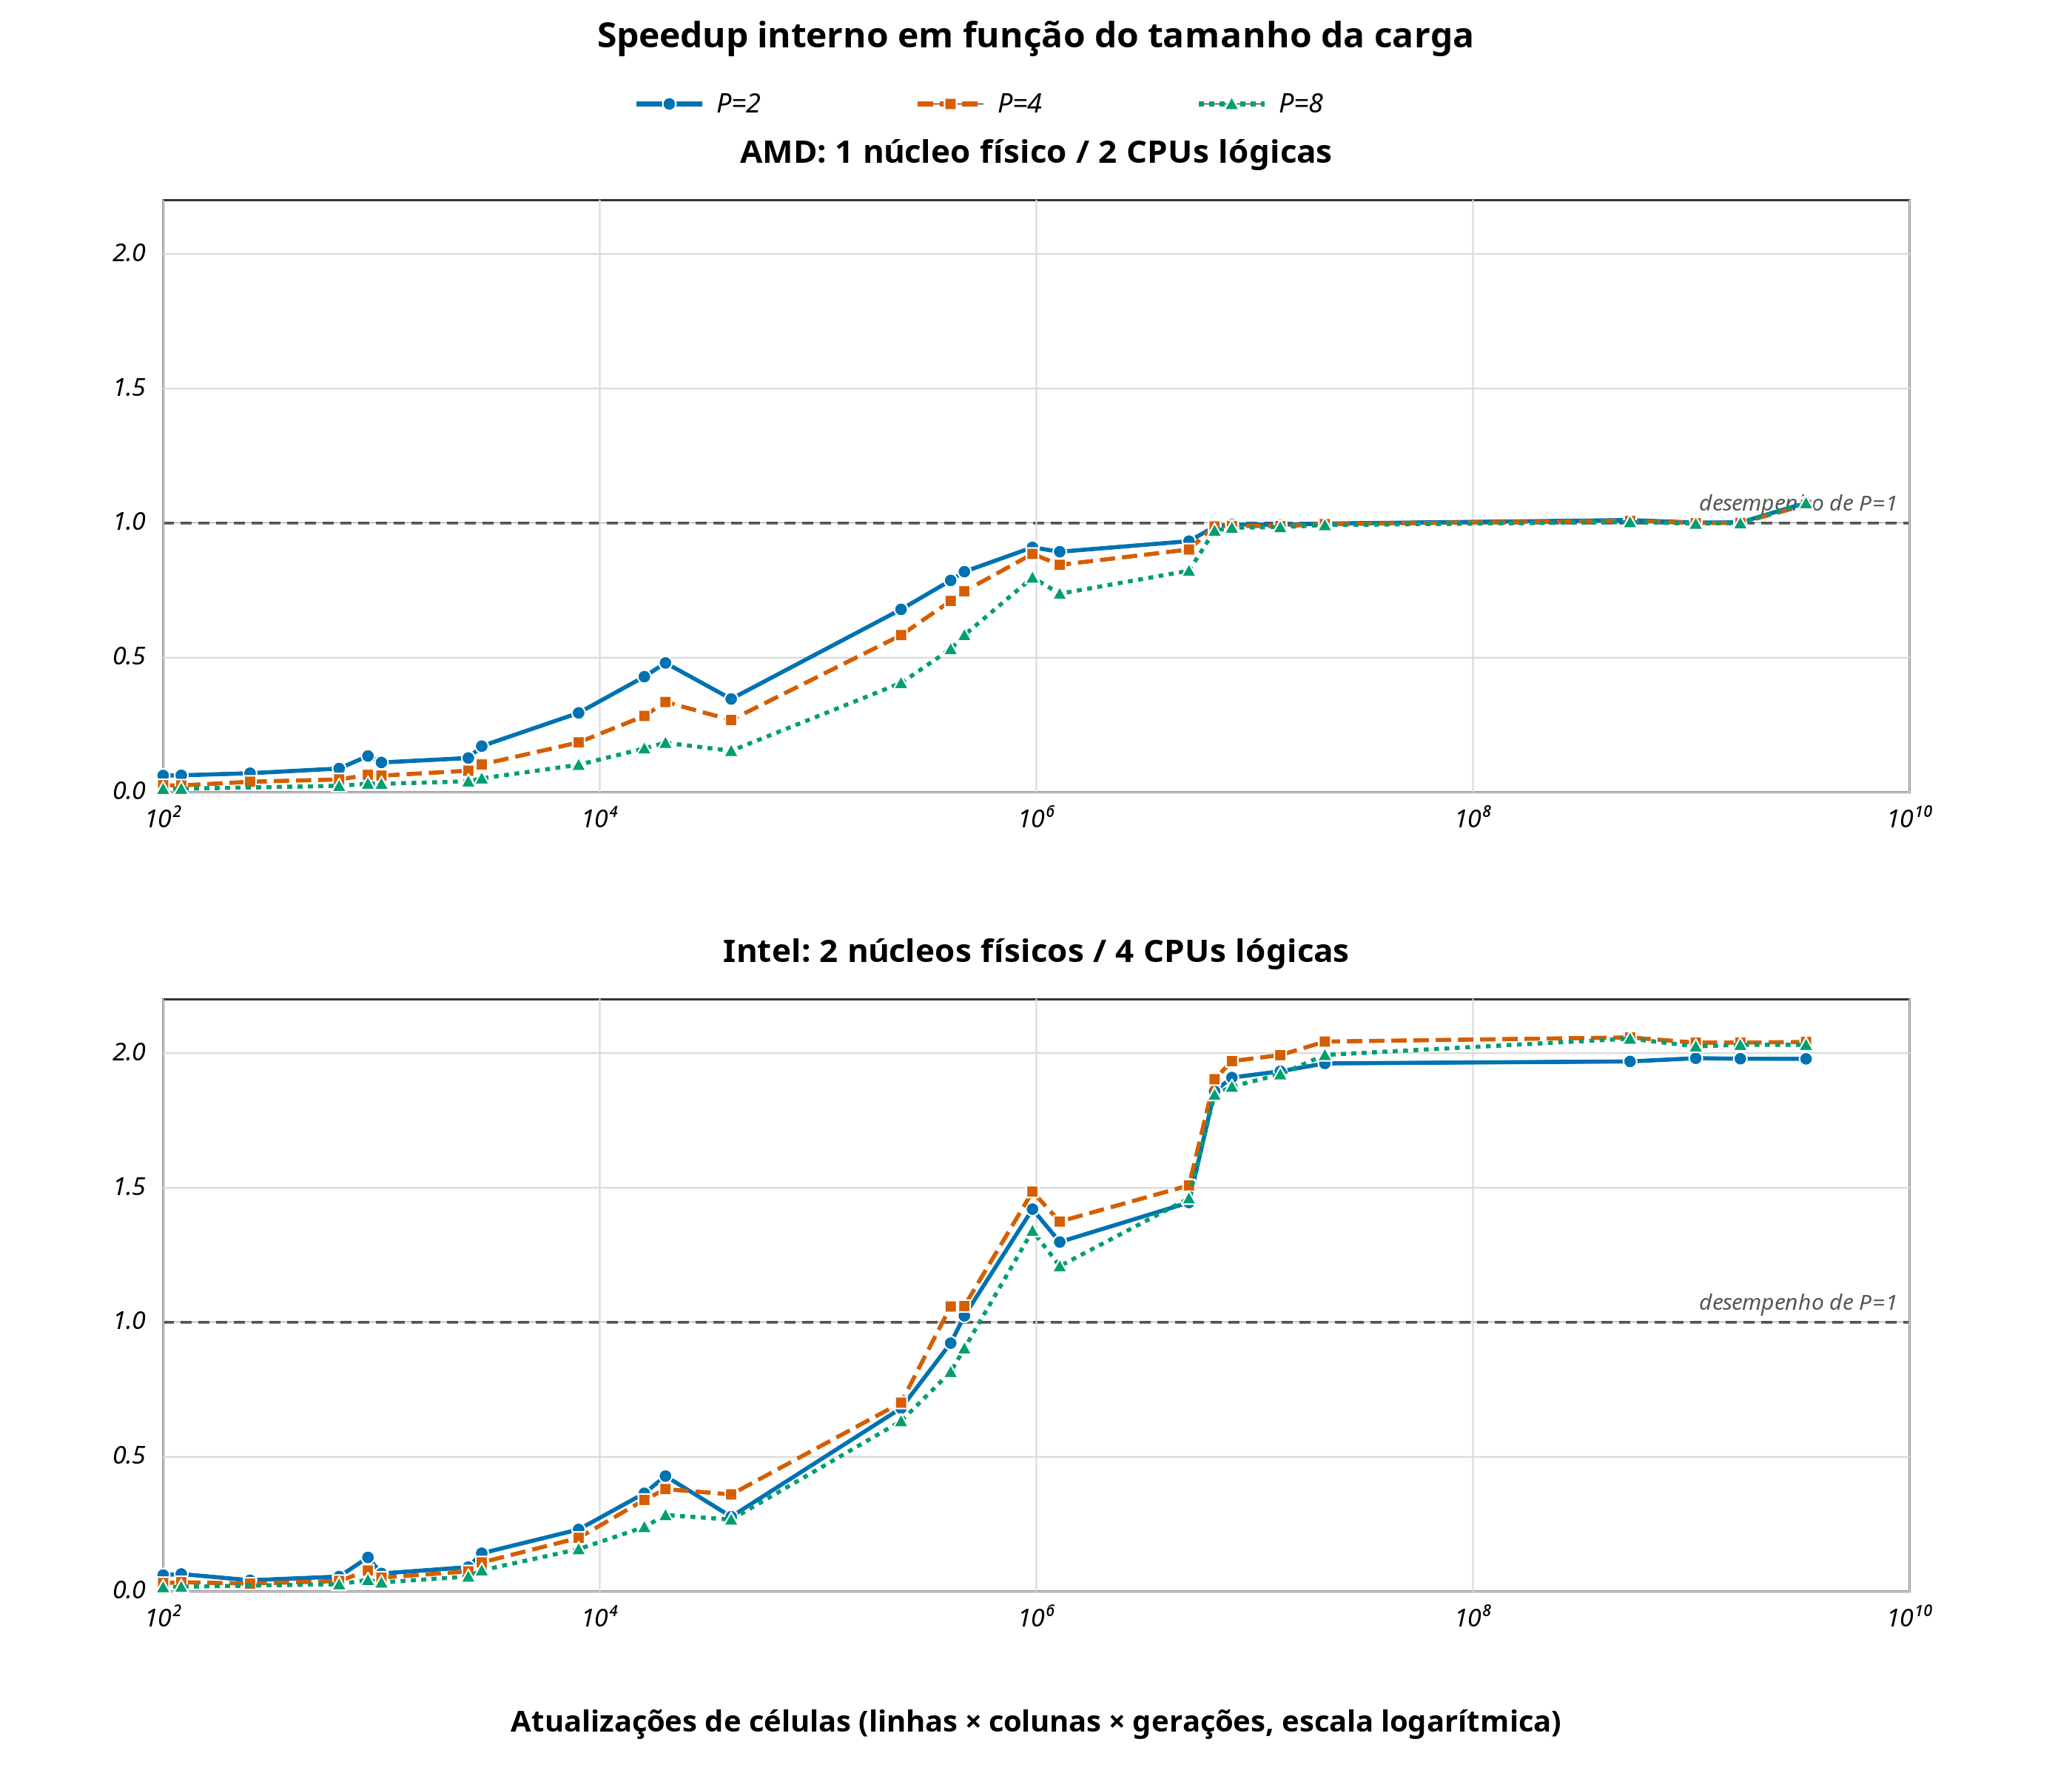 Speedup interno em função do tamanho da carga
P=2 P=4 P=8
AMD: 1 núcleo físico / 2 CPUs lógicas
2.0
1.5
desempenho de P=1
1.0
0.5
0.0
10² 10⁴ 10⁶ 10⁸ 10¹⁰
Intel: 2 núcleos físicos / 4 CPUs lógicas
2.0
1.5
desempenho de P=1
1.0
0.5
0.0
10² 10⁴ 10⁶ 10⁸ 10¹⁰
Atualizações de células (linhas × colunas × gerações, escala logarítmica)